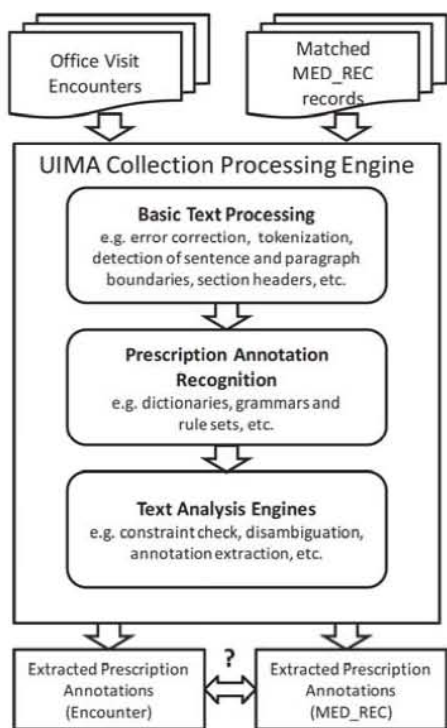 Office Visit
Encounters
Matched
MED_REC
records
UIMA Collection Processing Engine
Basic Text Processing
e.g. error correction, tokenization,
detection of sentence and paragraph
boundaries, section headers, etc.
Prescription Annotation
Recognition
e.g. dictionaries, grammars and
rule sets, etc.
Text Analysis Engines
e.g. constraint check, disambiguation,
annotation extraction, etc.
Extracted Prescription
Annotations
(Encounter)
?
Extracted Prescription
Annotations
(MED_REC)